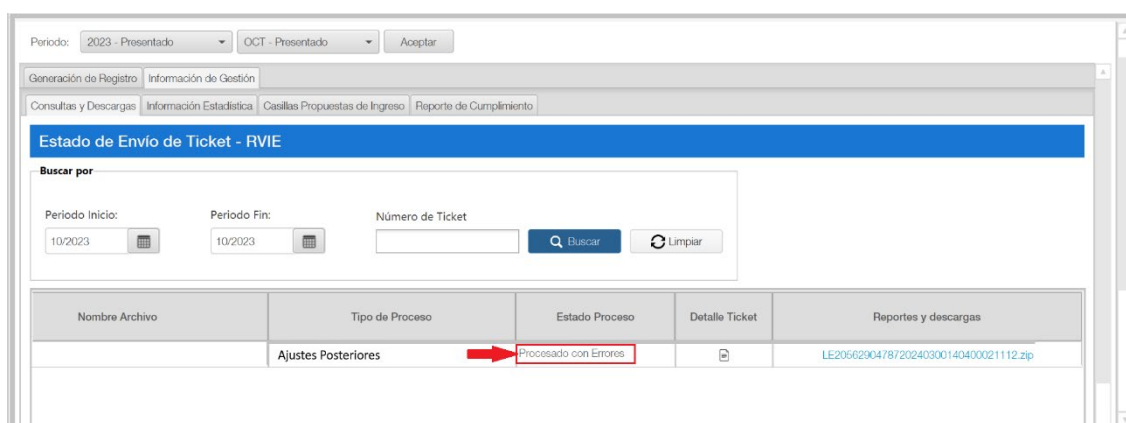 Periodo: 2023 - Presentado OCT - Presentado Aceptar
Generación de Registro Información de Gestión
Consultas y Descargas Información Estadística Casillas Propuestas de Ingreso Reporte de Cumplimiento
Estado de Envío de Ticket - RVIE
Buscar por
Periodo Inicio: Periodo Fin: Número de Ticket
10/2023 10/2023 Buscar Limpiar
Nombre Archivo Tipo de Proceso Estado Proceso Detalle Ticket Reportes y descargas
Ajustes Posteriores Procesado con Errores LE2056290478720240300140400021112.zip